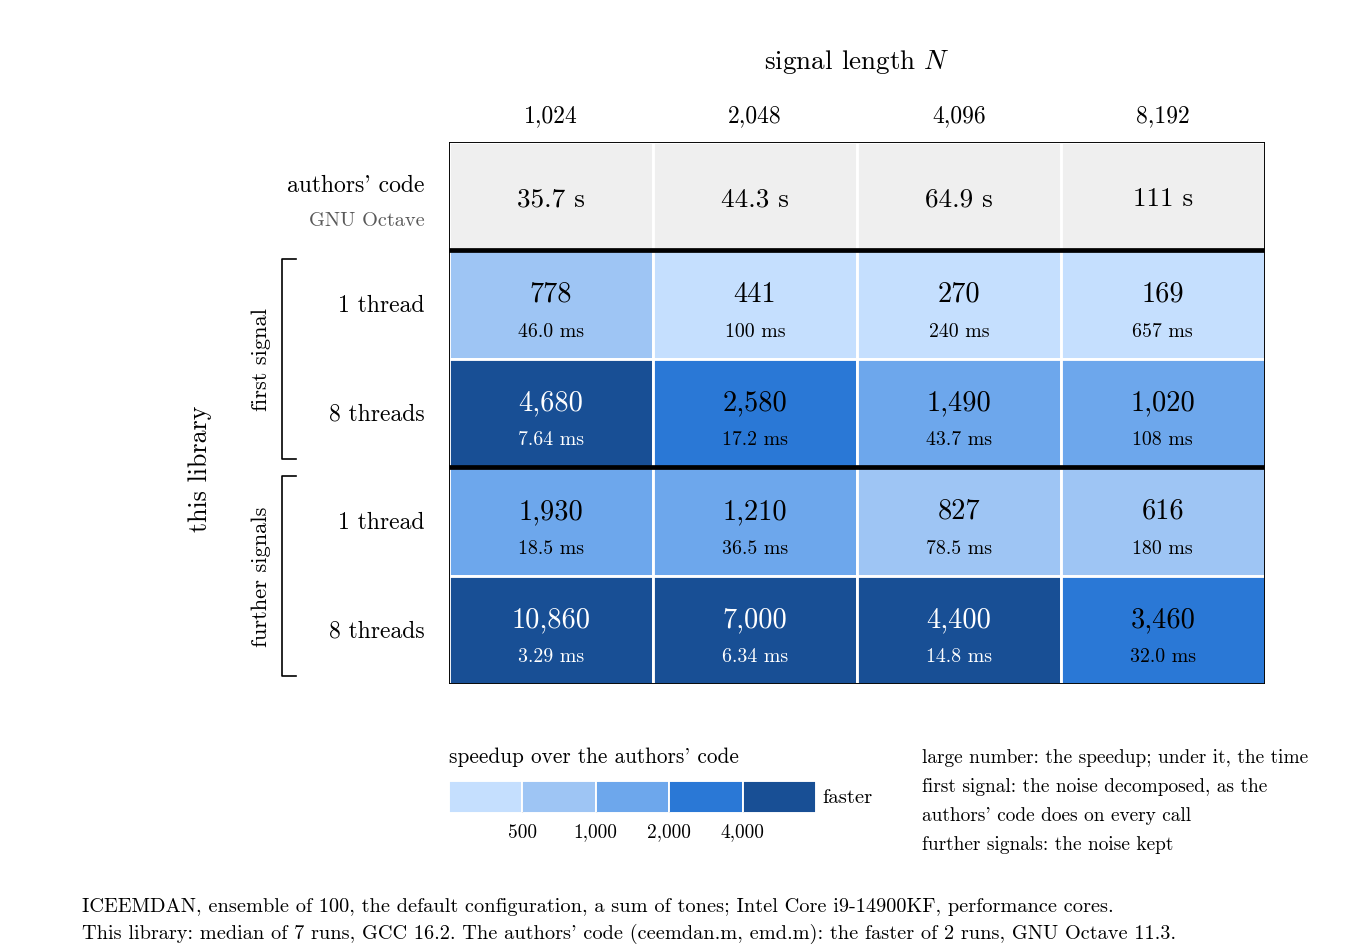 signal length N
1,024 2,048 4,096 8,192
authors' code
GNU Octave
35.7 s 44.3 s 64.9 s 111 s
this library
first signal
1 thread
778 441 270 169
46.0 ms 100 ms 240 ms 657 ms
8 threads
4,680 2,580 1,490 1,020
7.64 ms 17.2 ms 43.7 ms 108 ms
further signals
1 thread
1,930 1,210 827 616
18.5 ms 36.5 ms 78.5 ms 180 ms
8 threads
10,860 7,000 4,400 3,460
3.29 ms 6.34 ms 14.8 ms 32.0 ms
speedup over the authors' code
faster
500 1,000 2,000 4,000
large number: the speedup; under it, the time
first signal: the noise decomposed, as the
authors' code does on every call
further signals: the noise kept
ICEEMDAN, ensemble of 100, the default configuration, a sum of tones; Intel Core i9-14900KF, performance cores.
This library: median of 7 runs, GCC 16.2. The authors' code (ceemdan.m, emd.m): the faster of 2 runs, GNU Octave 11.3.